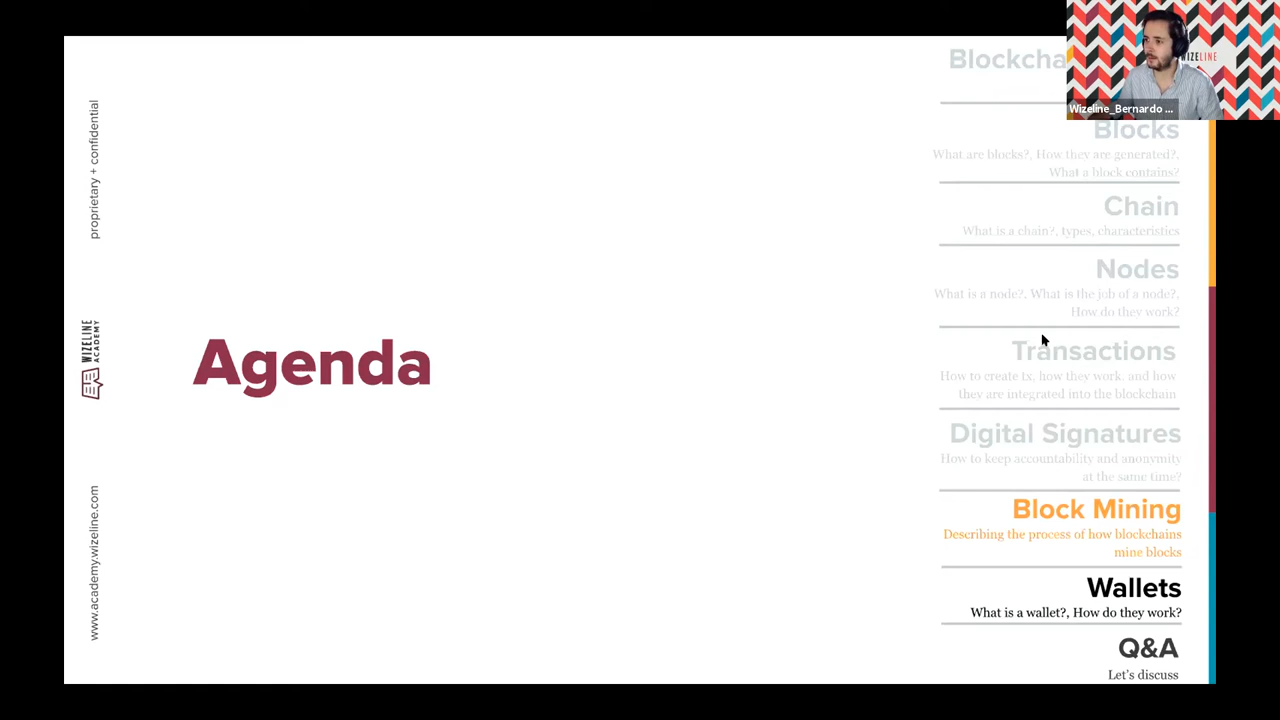 Blockcha
WIZELINE
Wizeline_Bernardo ...
Blocks
What are blocks?, How they are generated?,
What a block contains?
Chain
What is a chain?, types, characteristics
Nodes
What is a node?, What is the job of a node?,
How do they work?
Transactions
How to create tx, how they work, and how
they are integrated into the blockchain
Digital Signatures
How to keep accountability and anonymity
at the same time?
Block Mining
Describing the process of how blockchains
mine blocks
Wallets
What is a wallet?, How do they work?
Q&A
Let's discuss
Agenda
proprietary + confidential
WIZELINE
ACADEMY
www.academy.wizeline.com